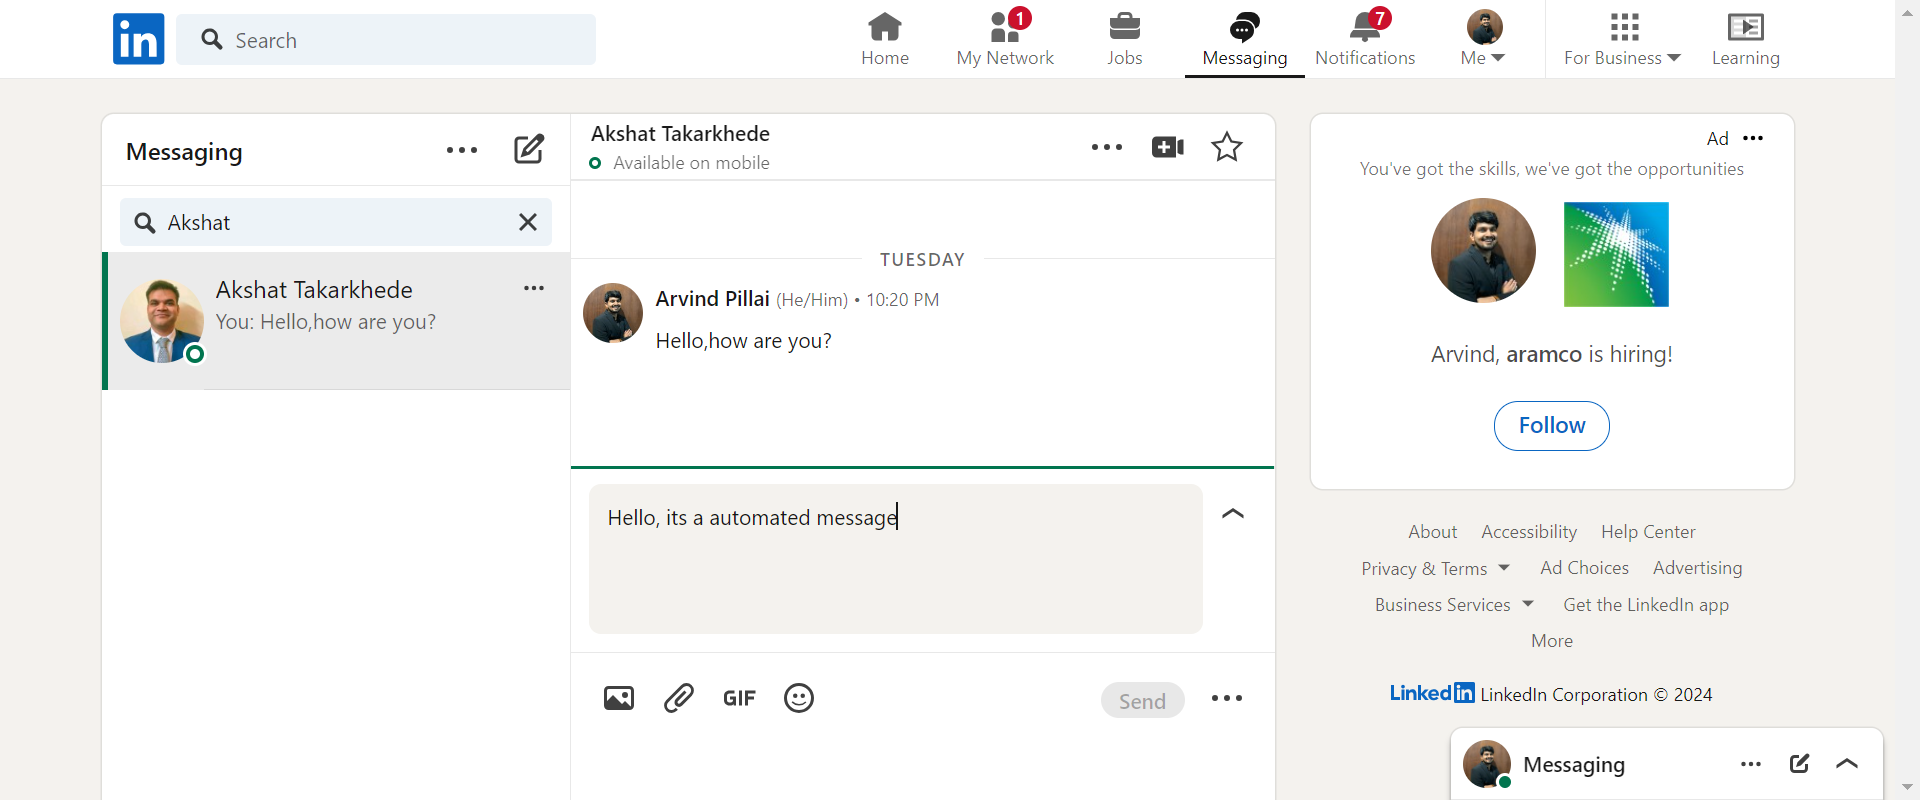 in
Search
Home
1
My Network
Jobs
Messaging
7
Notifications
Me
For Business
Learning
Messaging
Akshat
Akshat Takarkhede
You: Hello,how are you?
Akshat Takarkhede
Available on mobile
TUESDAY
Arvind Pillai (He/Him) • 10:20 PM
Hello,how are you?
Hello, its a automated message
GIF
Send
Ad
You've got the skills, we've got the opportunities
Arvind, aramco is hiring!
Follow
About Accessibility Help Center
Privacy & Terms Ad Choices Advertising
Business Services Get the LinkedIn app
More
LinkedIn LinkedIn Corporation © 2024
Messaging